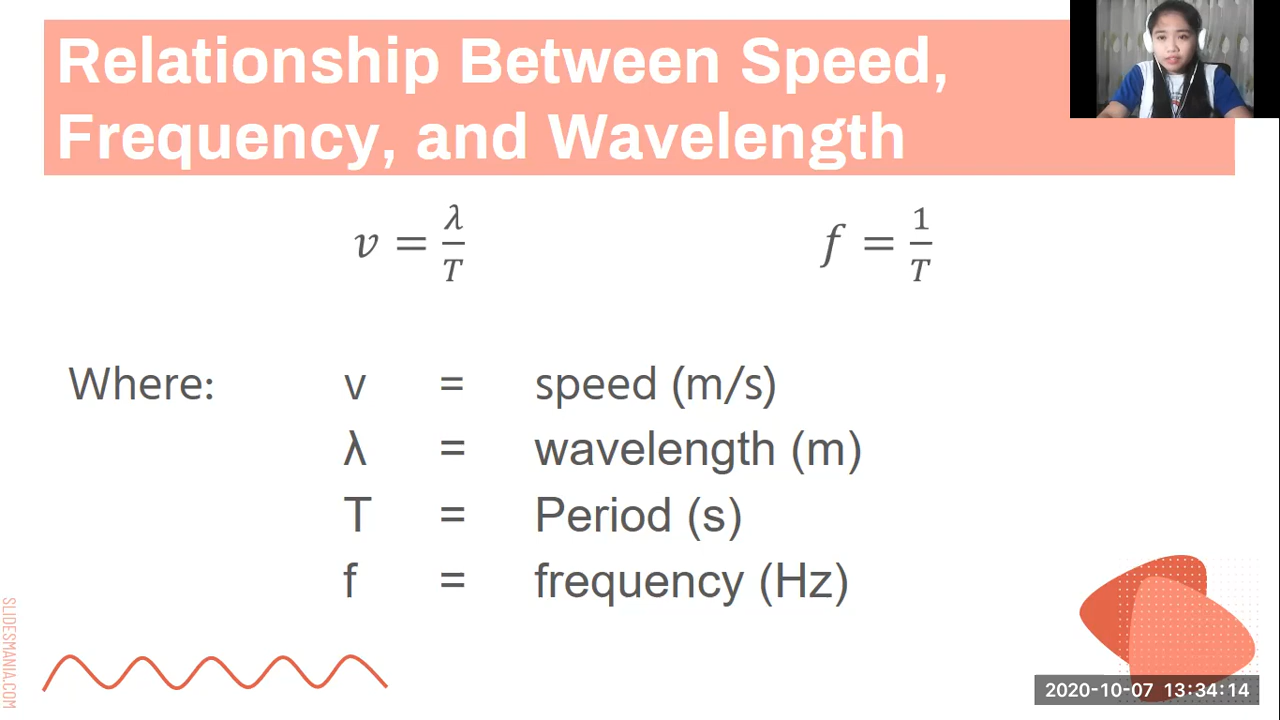 Relationship Between Speed,
Frequency, and Wavelength
v = λ/T
f = 1/T
Where: v = speed (m/s)
λ = wavelength (m)
T = Period (s)
f = frequency (Hz)
SLIDESMANIA.COM
2020-10-07 13:34:14